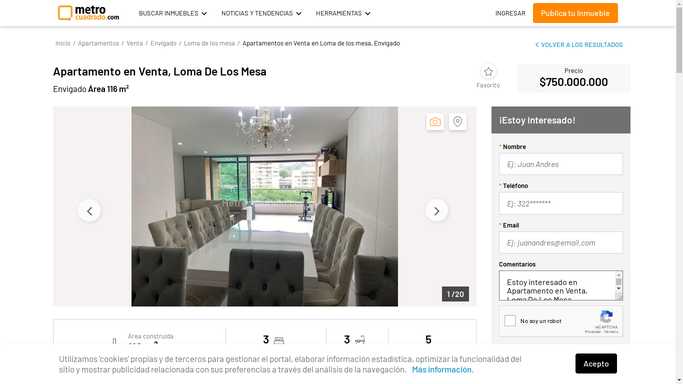 metro
cuadrado.com
BUSCAR INMUEBLES
NOTICIAS Y TENDENCIAS
HERRAMIENTAS
INGRESAR
Publica tu inmueble
Inicio / Apartamentos / Venta / Envigado / Loma de los mesa / Apartamentos en Venta en Loma de los mesa, Envigado
VOLVER A LOS RESULTADOS
Apartamento en Venta, Loma De Los Mesa
Envigado Área 116 m²
Favorito
Precio
$750.000.000
1 / 20
¡Estoy Interesado!
* Nombre
Ej: Juan Andres
* Teléfono
Ej: 322*******
* Email
Ej: juanandres@email.com
Comentarios
Estoy interesado en
Apartamento en Venta,
Loma De Los Mesa
No soy un robot
reCAPTCHA
Privacidad - Términos
Área construida
3
3
5
Utilizamos 'cookies' propias y de terceros para gestionar el portal, elaborar información estadística, optimizar la funcionalidad del
sitio y mostrar publicidad relacionada con sus preferencias a través del análisis de la navegación. Más información.
Acepto